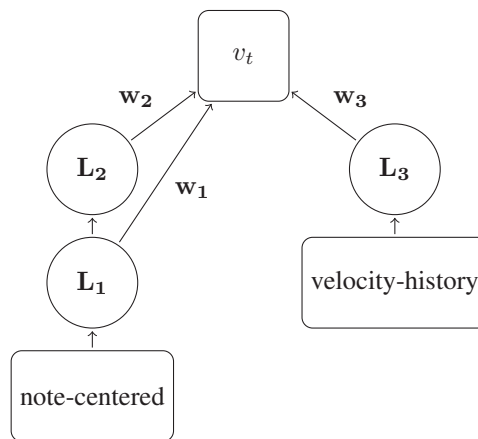 v_t
w_2
w_3
L_2
L_3
w_1
L_1
velocity-history
note-centered